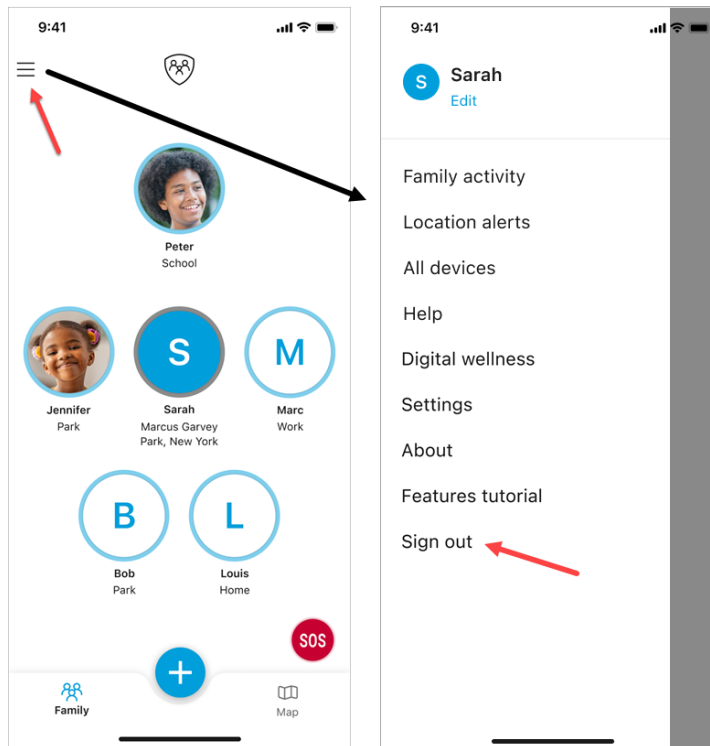 9:41
Peter
School
S
M
Jennifer
Park
Sarah
Marcus Garvey
Park, New York
Marc
Work
B
L
Bob
Park
Louis
Home
SOS
Family
Map
9:41
S
Sarah
Edit
Family activity
Location alerts
All devices
Help
Digital wellness
Settings
About
Features tutorial
Sign out